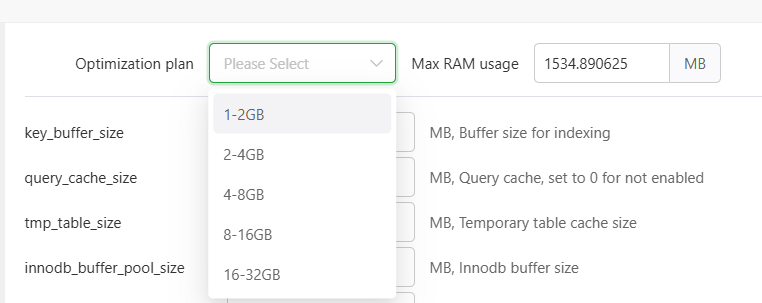 Optimization plan Please Select Max RAM usage 1534.890625 MB
1-2GB
key_buffer_size MB, Buffer size for indexing
2-4GB
query_cache_size MB, Query cache, set to 0 for not enabled
4-8GB
tmp_table_size MB, Temporary table cache size
8-16GB
innodb_buffer_pool_size MB, Innodb buffer size
16-32GB